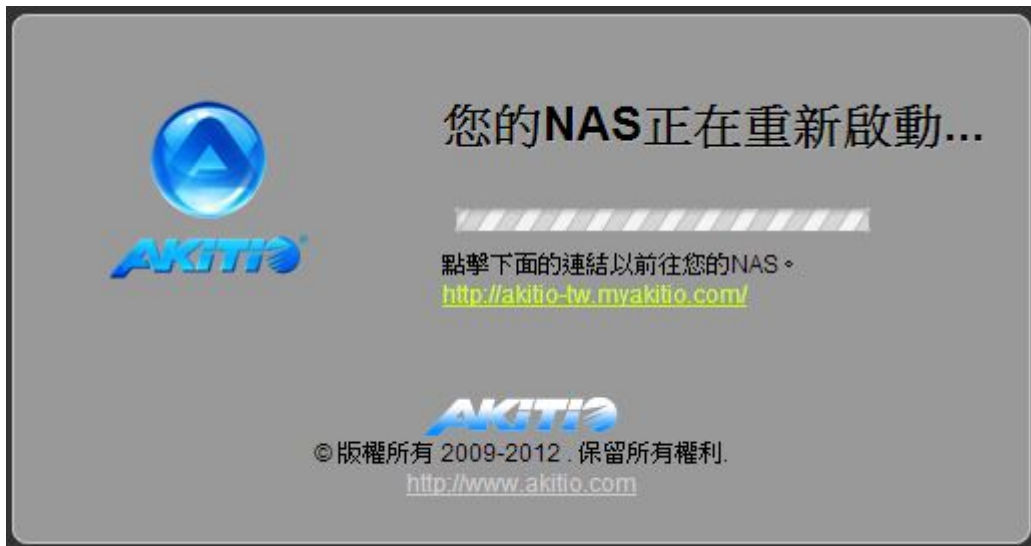 您的NAS正在重新啟動...
AKiTiO
點擊下面的連結以前往您的NAS。
http://akitio-tw.myakitio.com/
AKiTiO
©版權所有 2009-2012 . 保留所有權利.
http://www.akitio.com